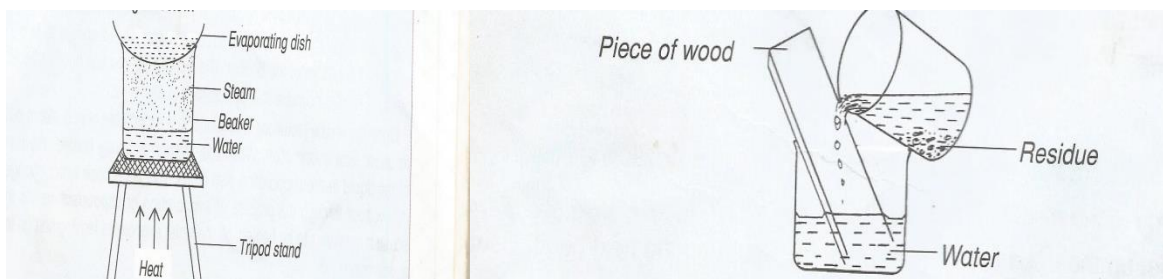 Evaporating dish
Steam
Beaker
Water
Tripod stand
Heat
Piece of wood
Residue
Water